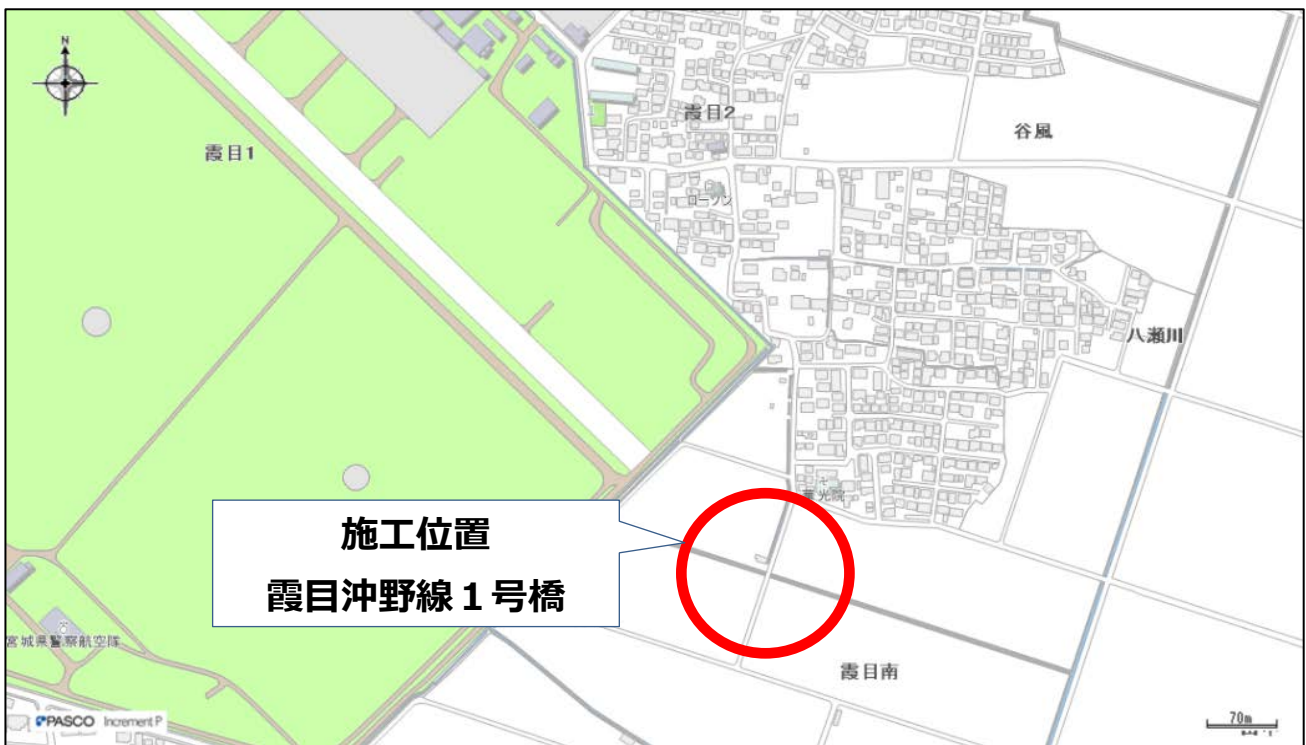 N
霞目1
霞目2
谷風
ローソン
八瀬川
施工位置
霞目沖野線1号橋
霞目南
宮城県警察航空隊
PASCO Increment P
70m